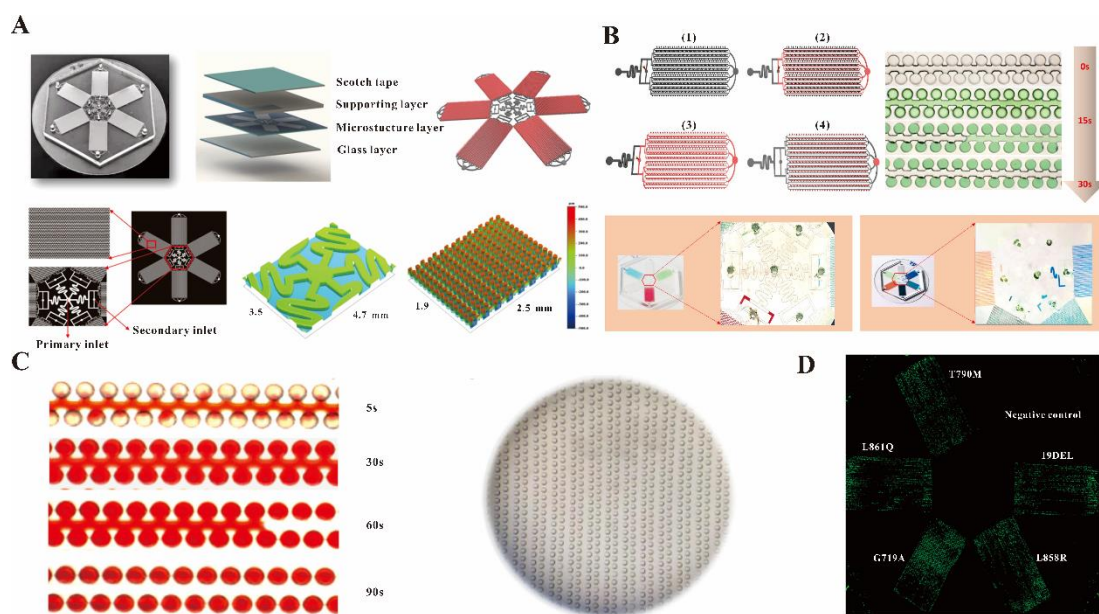 A
Scotch tape
Supporting layer
Microstucture layer
Glass layer
Secondary inlet
Primary inlet
3.5
4.7 mm
1.9
2.5 mm
B
(1)
(2)
(3)
(4)
0s
15s
30s
C
5s
30s
60s
90s
D
T790M
Negative control
L861Q
19DEL
G719A
L858R